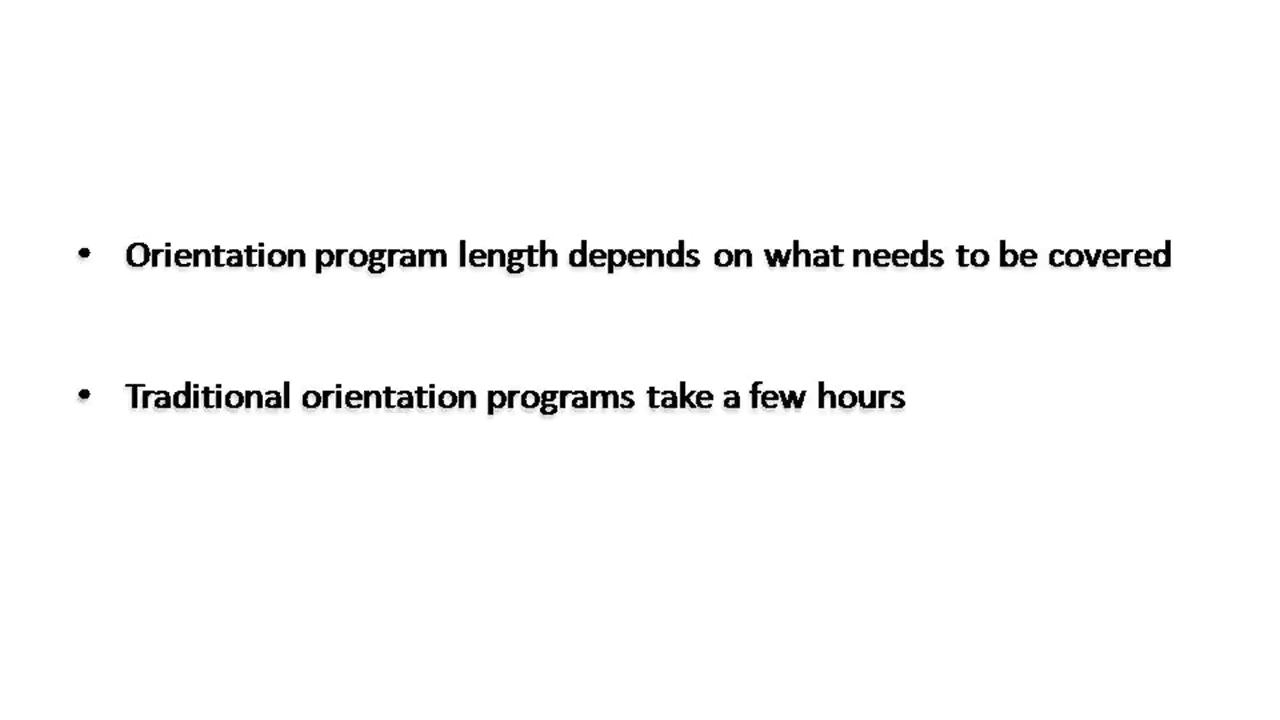 • Orientation program length depends on what needs to be covered
• Traditional orientation programs take a few hours